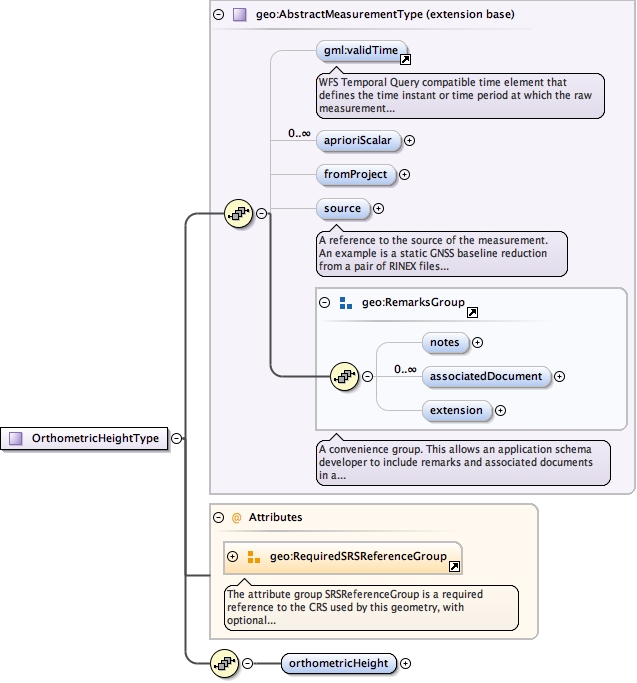 geo:AbstractMeasurementType (extension base)
gml:validTime
WFS Temporal Query compatible time element that
defines the time instant or time period at which the raw
measurement...
0..∞
aprioriScalar
fromProject
source
A reference to the source of the measurement.
An example is a static GNSS baseline reduction
from a pair of RINEX files...
geo:RemarksGroup
notes
0..∞
associatedDocument
extension
OrthometricHeightType
A convenience group. This allows an application schema
developer to include remarks and associated documents
in a...
@ Attributes
geo:RequiredSRSReferenceGroup
The attribute group SRSReferenceGroup is a required
reference to the CRS used by this geometry, with
optional...
orthometricHeight